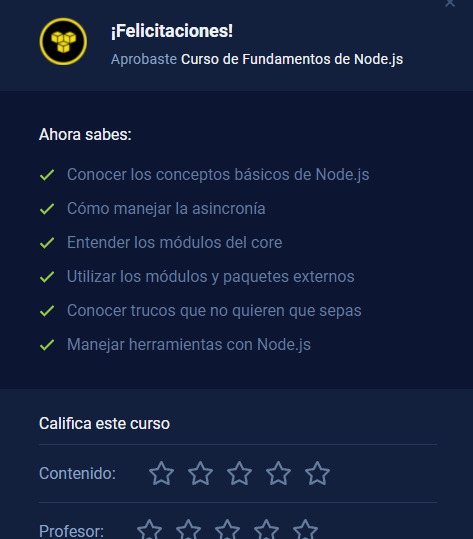 ¡Felicitaciones!
Aprobaste Curso de Fundamentos de Node.js
Ahora sabes:
Conocer los conceptos básicos de Node.js
Cómo manejar la asincronía
Entender los módulos del core
Utilizar los módulos y paquetes externos
Conocer trucos que no quieren que sepas
Manejar herramientas con Node.js
Califica este curso
Contenido:
Profesor: